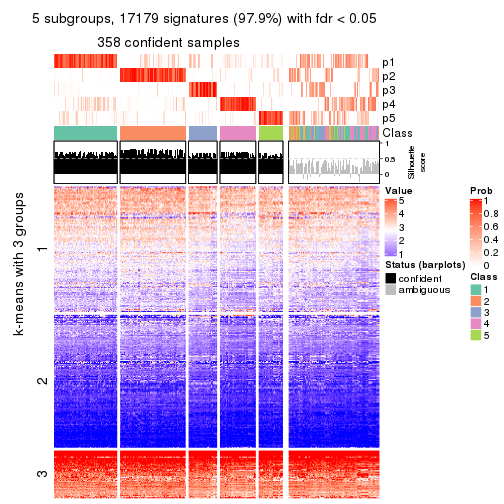 5 subgroups, 17179 signatures (97.9%) with fdr < 0.05
358 confident samples
p1
p2
p3
p4
p5
Class
1
0.5
0
Silhouette
score
k-means with 3 groups
1
2
3
Value
5
4
3
2
1
Status (barplots)
confident
ambiguous
Prob
1
0.8
0.6
0.4
0.2
0
Class
1
2
3
4
5